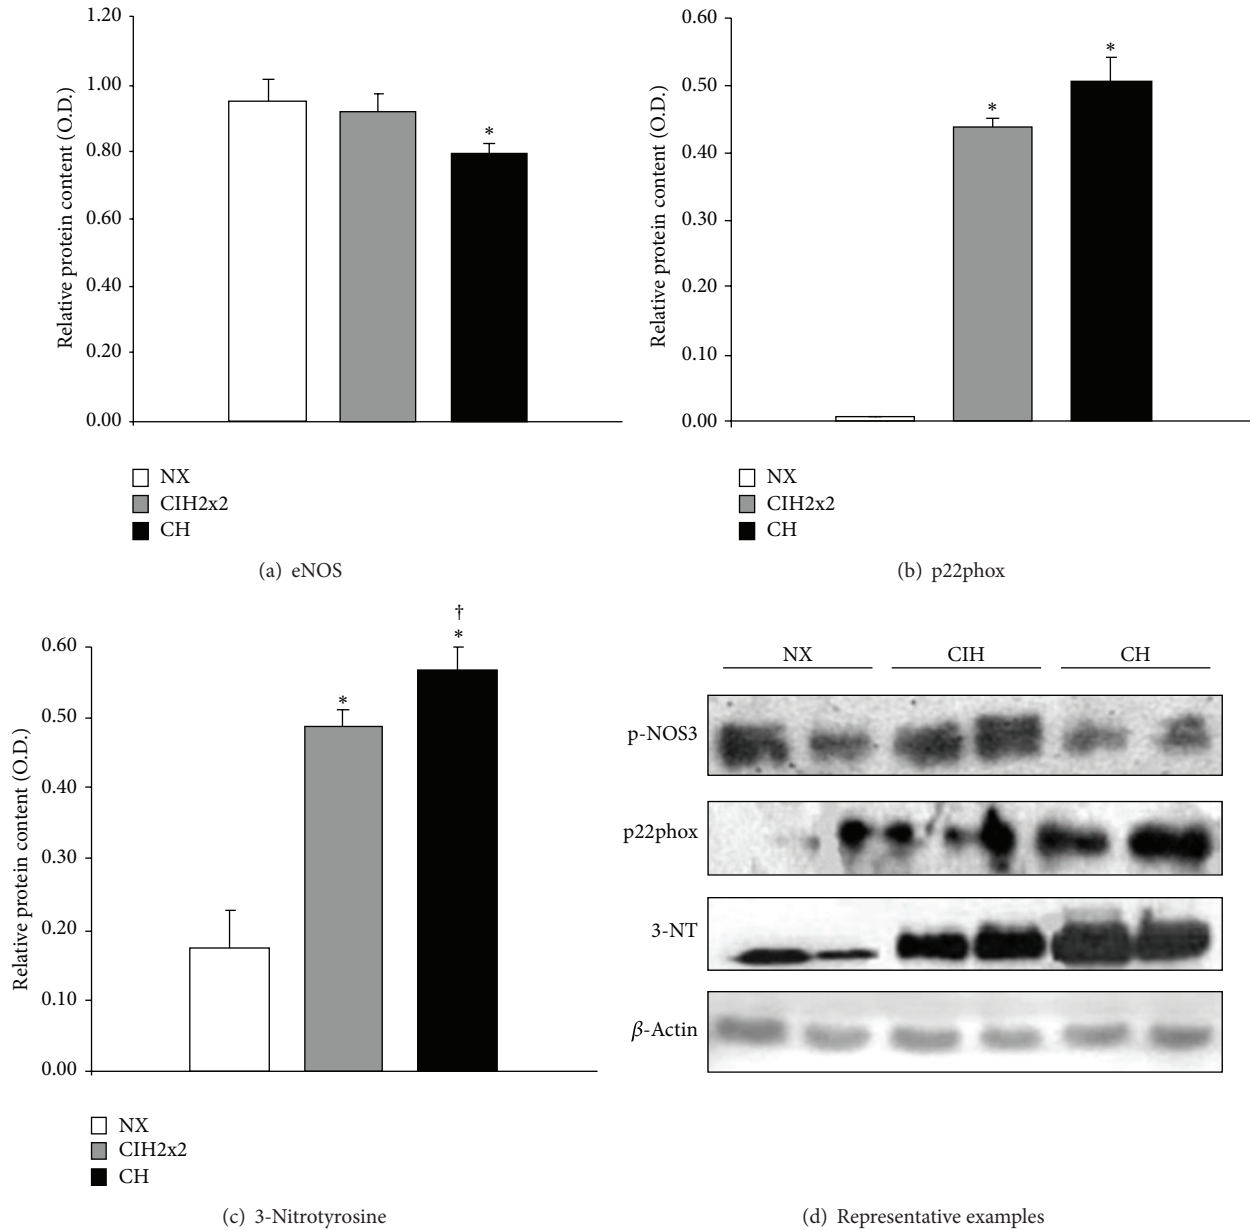 Relative protein content (O.D.)
1.20
1.00
0.80
0.60
0.40
0.20
0.00
*
NX
CIH2x2
CH
(a) eNOS
Relative protein content (O.D.)
0.60
0.50
0.40
0.30
0.20
0.10
0.00
*
*
NX
CIH2x2
CH
(b) p22phox
Relative protein content (O.D.)
0.60
0.50
0.40
0.30
0.20
0.10
0.00
*
†
*
NX
CIH2x2
CH
(c) 3-Nitrotyrosine
NX CIH CH
p-NOS3
p22phox
3-NT
β-Actin
(d) Representative examples